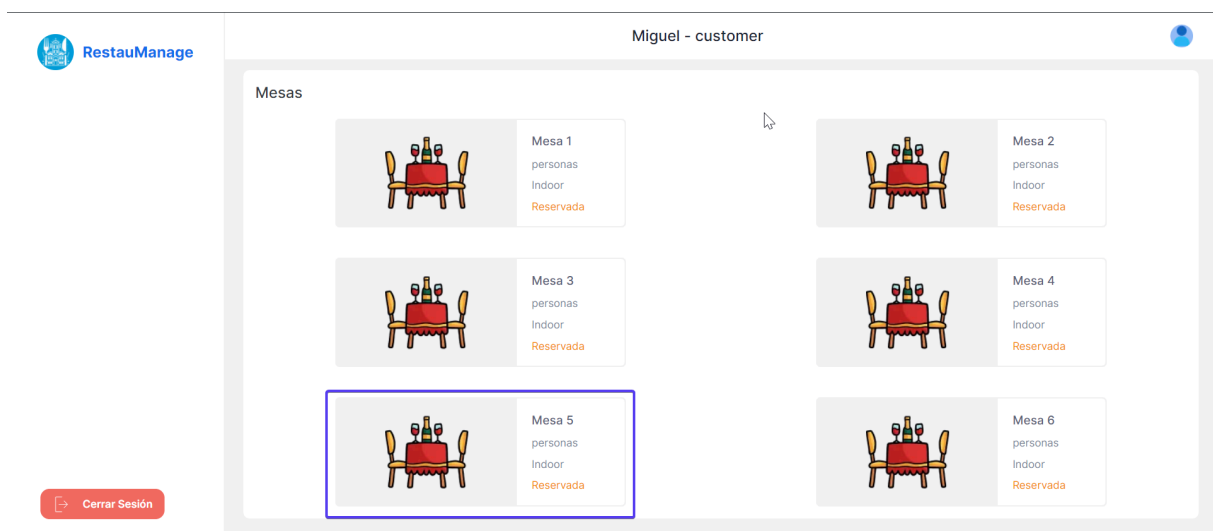 RestauManage
Miguel - customer
Mesas
Mesa 1
personas
Indoor
Reservada
Mesa 2
personas
Indoor
Reservada
Mesa 3
personas
Indoor
Reservada
Mesa 4
personas
Indoor
Reservada
Mesa 5
personas
Indoor
Reservada
Mesa 6
personas
Indoor
Reservada
Cerrar Sesión